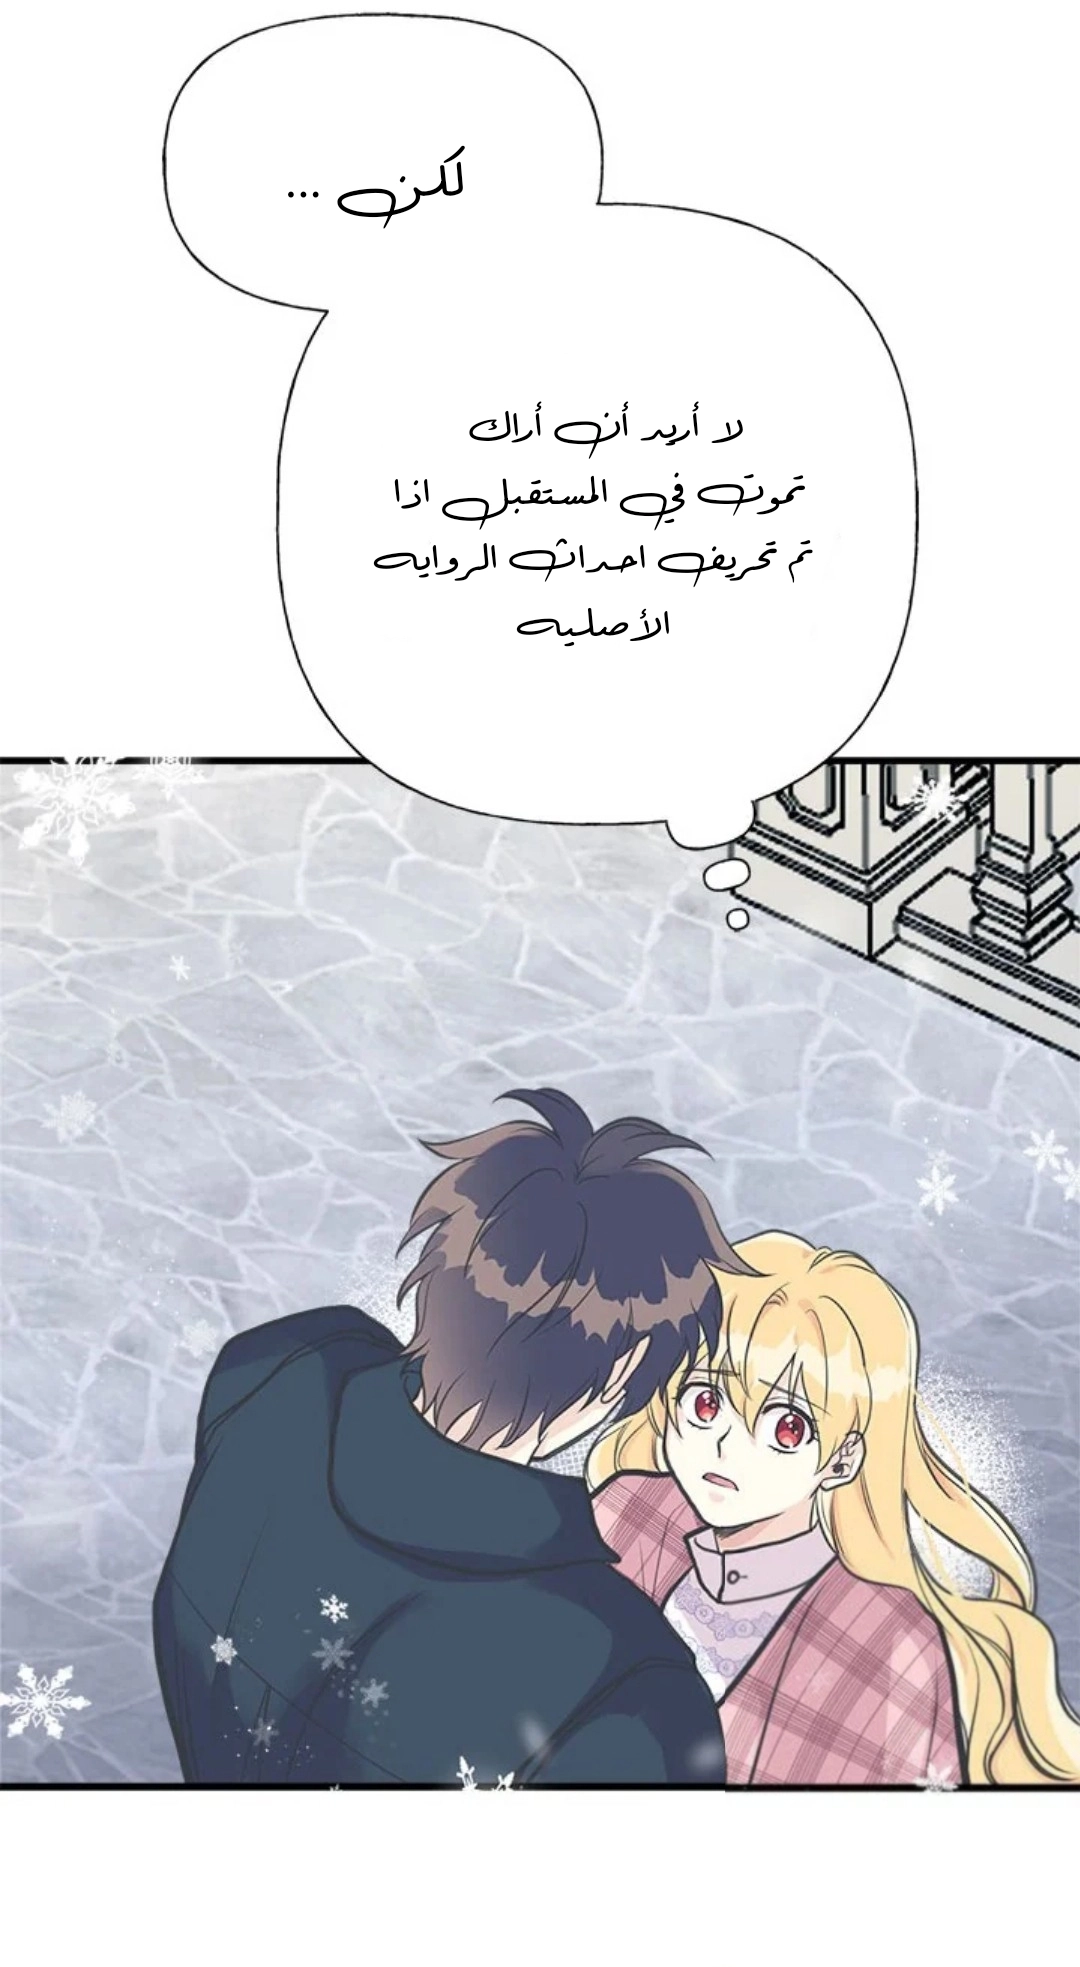 لكن ...
لا أريد أن أراك
تموت في المستقبل اذا
تم تحريف احداث الروايه
الأصليه